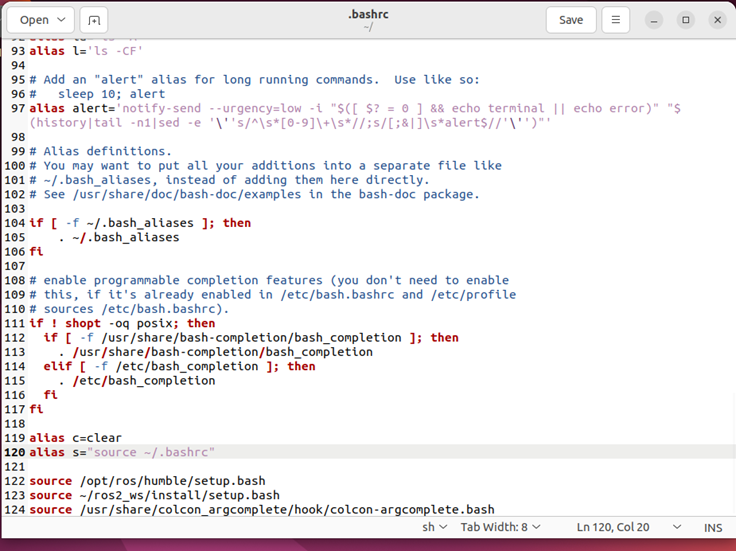 Open
.bashrc
~/
Save
93 alias l='ls -CF'
94
95 # Add an "alert" alias for long running commands.  Use like so:
96 #   sleep 10; alert
97 alias alert='notify-send --urgency=low -i "$([ $? = 0 ] && echo terminal || echo error)" "$
(history|tail -n1|sed -e '\''s/^\s*[0-9]\+\s*//;s/[;&|]\s*alert$//'\'')"'
98
99 # Alias definitions.
100 # You may want to put all your additions into a separate file like
101 # ~/.bash_aliases, instead of adding them here directly.
102 # See /usr/share/doc/bash-doc/examples in the bash-doc package.
103
104 if [ -f ~/.bash_aliases ]; then
105     . ~/.bash_aliases
106 fi
107
108 # enable programmable completion features (you don't need to enable
109 # this, if it's already enabled in /etc/bash.bashrc and /etc/profile
110 # sources /etc/bash.bashrc).
111 if ! shopt -oq posix; then
112   if [ -f /usr/share/bash-completion/bash_completion ]; then
113     . /usr/share/bash-completion/bash_completion
114   elif [ -f /etc/bash_completion ]; then
115     . /etc/bash_completion
116   fi
117 fi
118
119 alias c=clear
120 alias s="source ~/.bashrc"
121
122 source /opt/ros/humble/setup.bash
123 source ~/ros2_ws/install/setup.bash
124 source /usr/share/colcon_argcomplete/hook/colcon-argcomplete.bash
sh Tab Width: 8 Ln 120, Col 20 INS